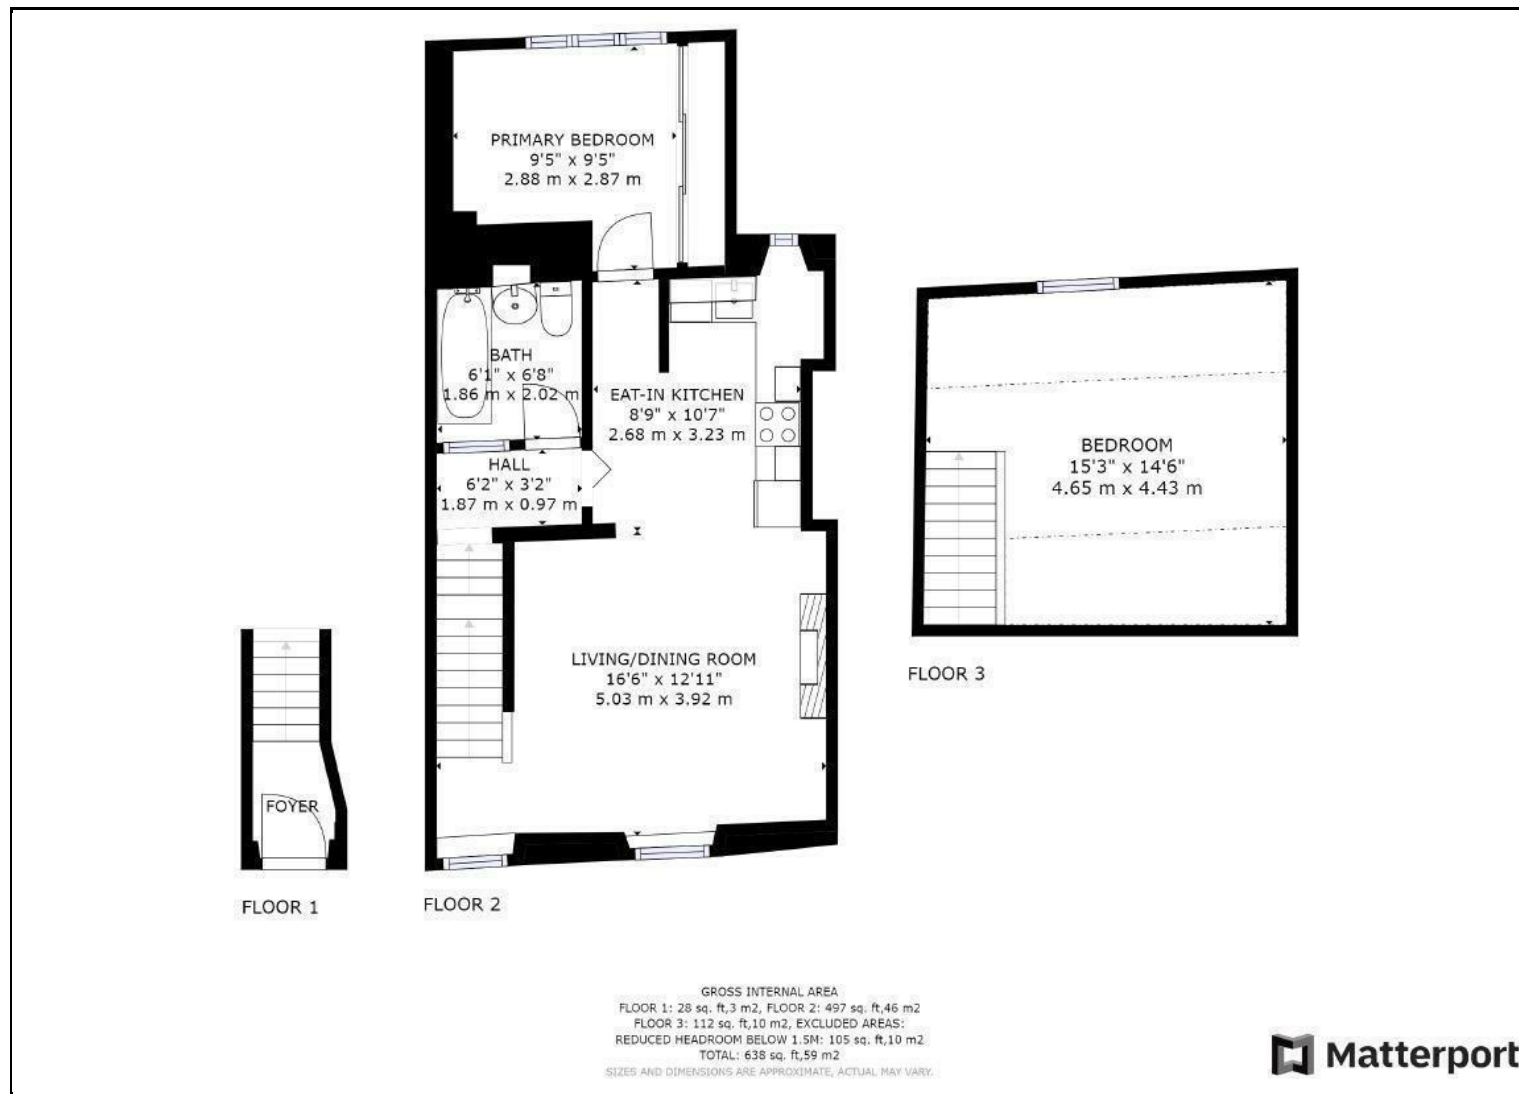 PRIMARY BEDROOM
9'5" x 9'5"
2.88 m x 2.87 m
BATH
6'1" x 6'8"
1.86 m x 2.02 m
EAT-IN KITCHEN
8'9" x 10'7"
2.68 m x 3.23 m
HALL
6'2" x 3'2"
1.87 m x 0.97 m
BEDROOM
15'3" x 14'6"
4.65 m x 4.43 m
LIVING/DINING ROOM
16'6" x 12'11"
5.03 m x 3.92 m
FLOOR 3
FOYER
FLOOR 1
FLOOR 2
GROSS INTERNAL AREA
FLOOR 1: 28 sq. ft,3 m2, FLOOR 2: 497 sq. ft,46 m2
FLOOR 3: 112 sq. ft,10 m2, EXCLUDED AREAS:
REDUCED HEADROOM BELOW 1.5M: 105 sq. ft,10 m2
TOTAL: 638 sq. ft,59 m2
SIZES AND DIMENSIONS ARE APPROXIMATE, ACTUAL MAY VARY.
Matterport